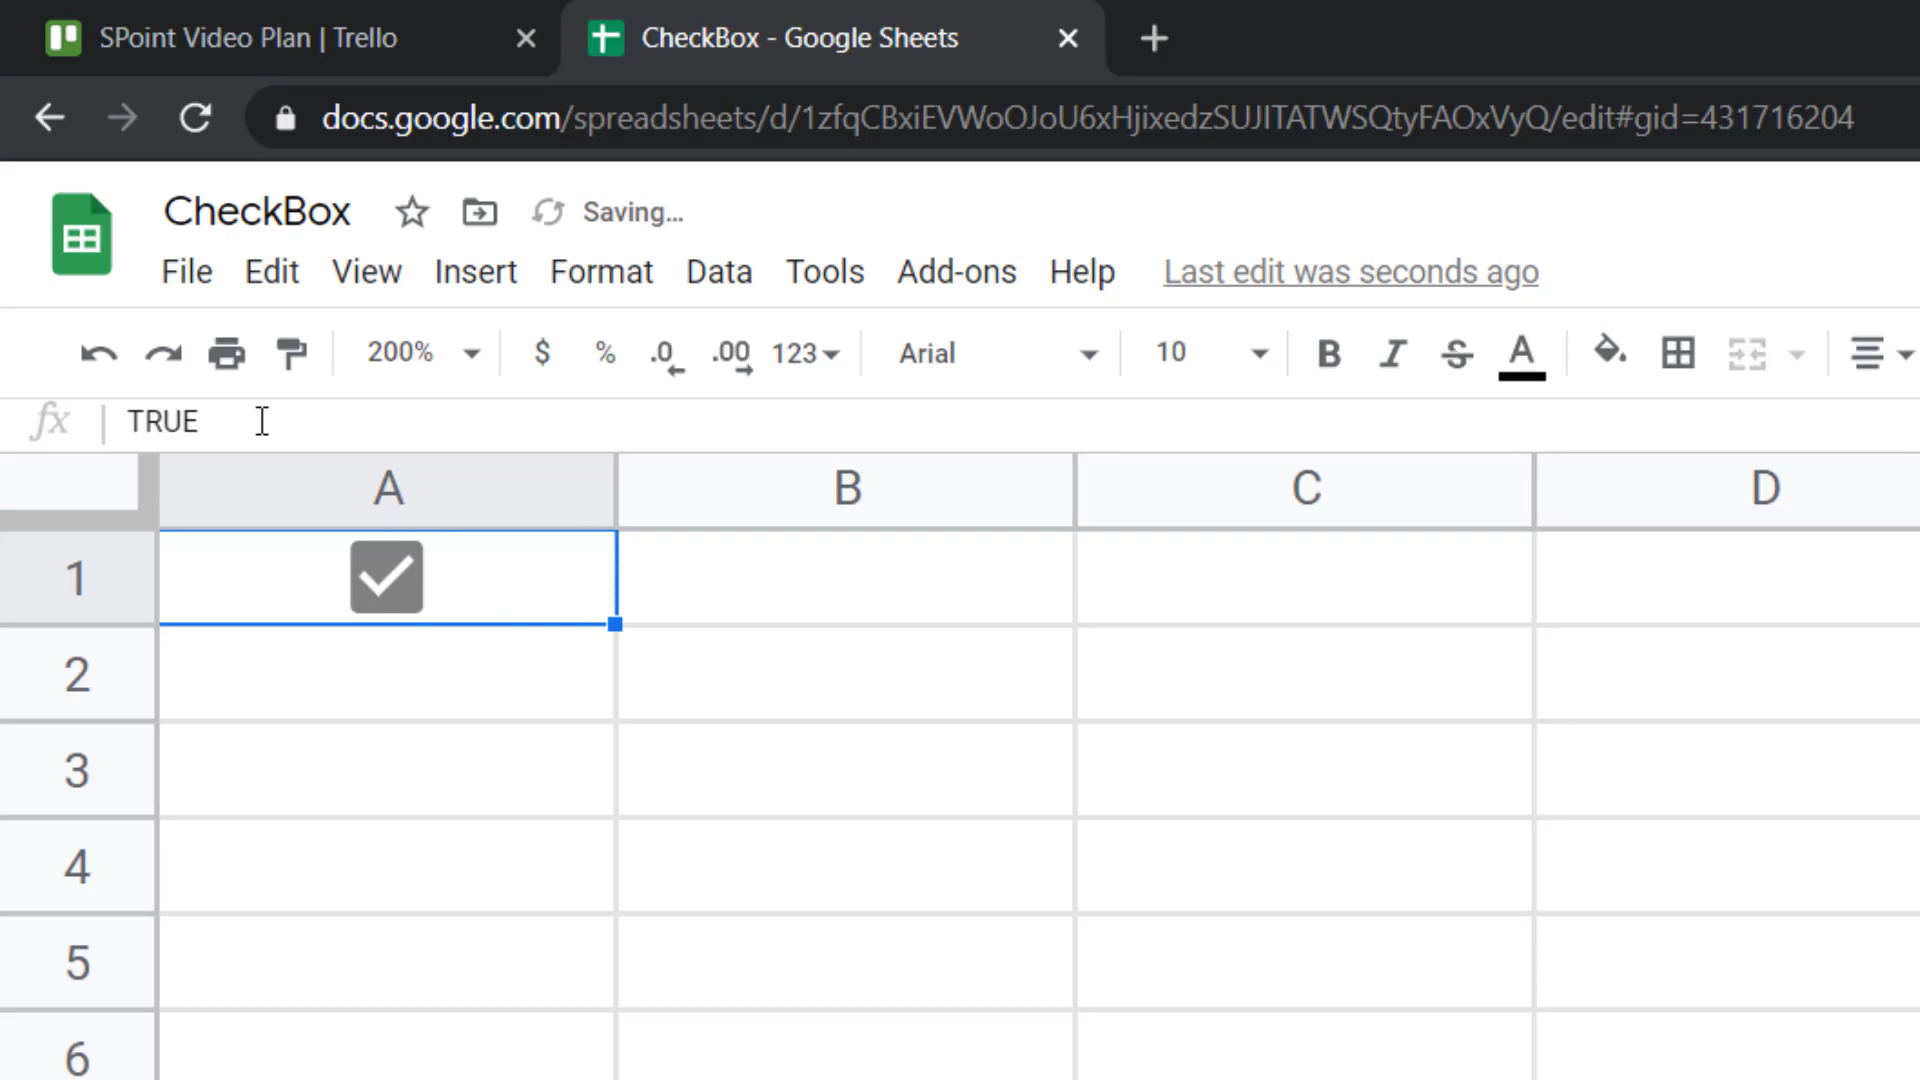 SPoint Video Plan | Trello
CheckBox - Google Sheets
docs.google.com/spreadsheets/d/1zfqCBxiEVWoOJoU6xHjixedzSUJITATWSQtyFAOxVyQ/edit#gid=431716204
CheckBox Saving...
File Edit View Insert Format Data Tools Add-ons Help Last edit was seconds ago
200% $ % .0 .00 123 Arial 10 B I S A
fx TRUE
A B C D
1
2
3
4
5
6